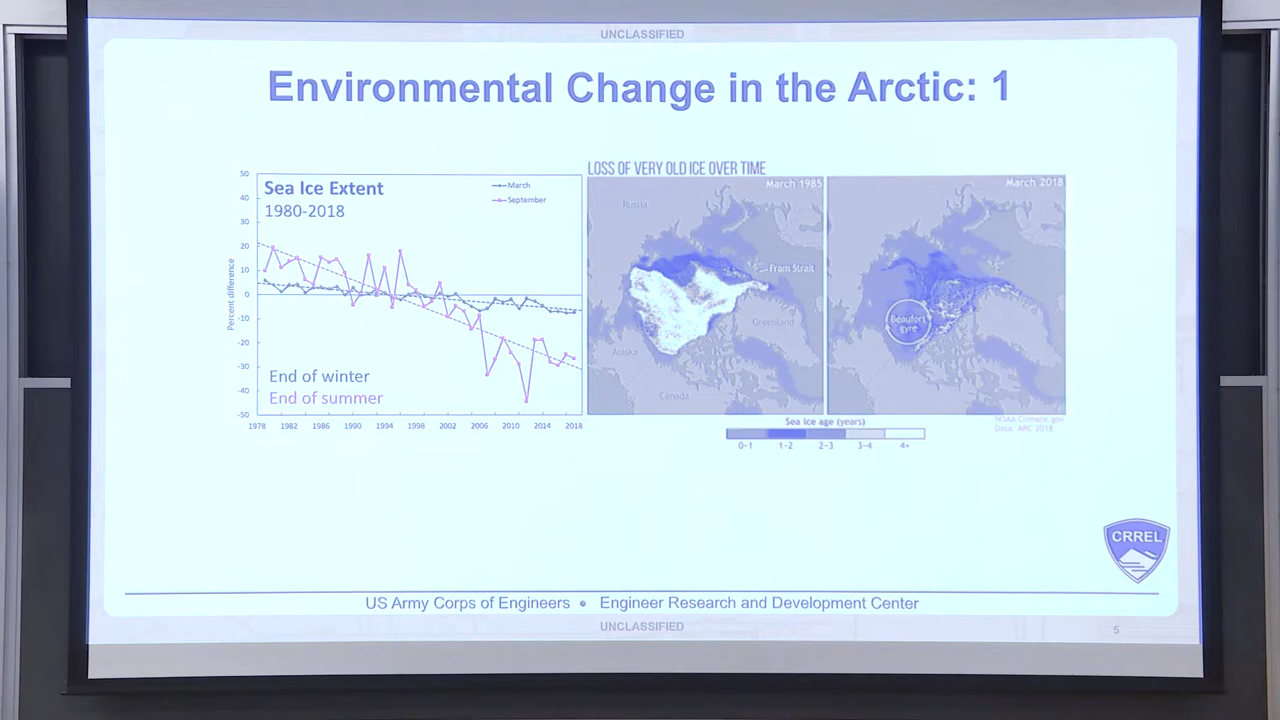 UNCLASSIFIED
Environmental Change in the Arctic: 1
Sea Ice Extent
1980-2018
March
September
Percent difference
50
40
30
20
10
0
-10
-20
-30
-40
-50
End of winter
End of summer
1978 1982 1986 1990 1994 1998 2002 2006 2010 2014 2018
LOSS OF VERY OLD ICE OVER TIME
March 1985
Russia
Fram Strait
Greenland
Alaska
Canada
March 2018
Beaufort
gyre
Sea Ice age (years)
0-1 1-2 2-3 3-4 4+
NOAA Climate.gov
Data: ARC 2018
CRREL
US Army Corps of Engineers • Engineer Research and Development Center
UNCLASSIFIED
5